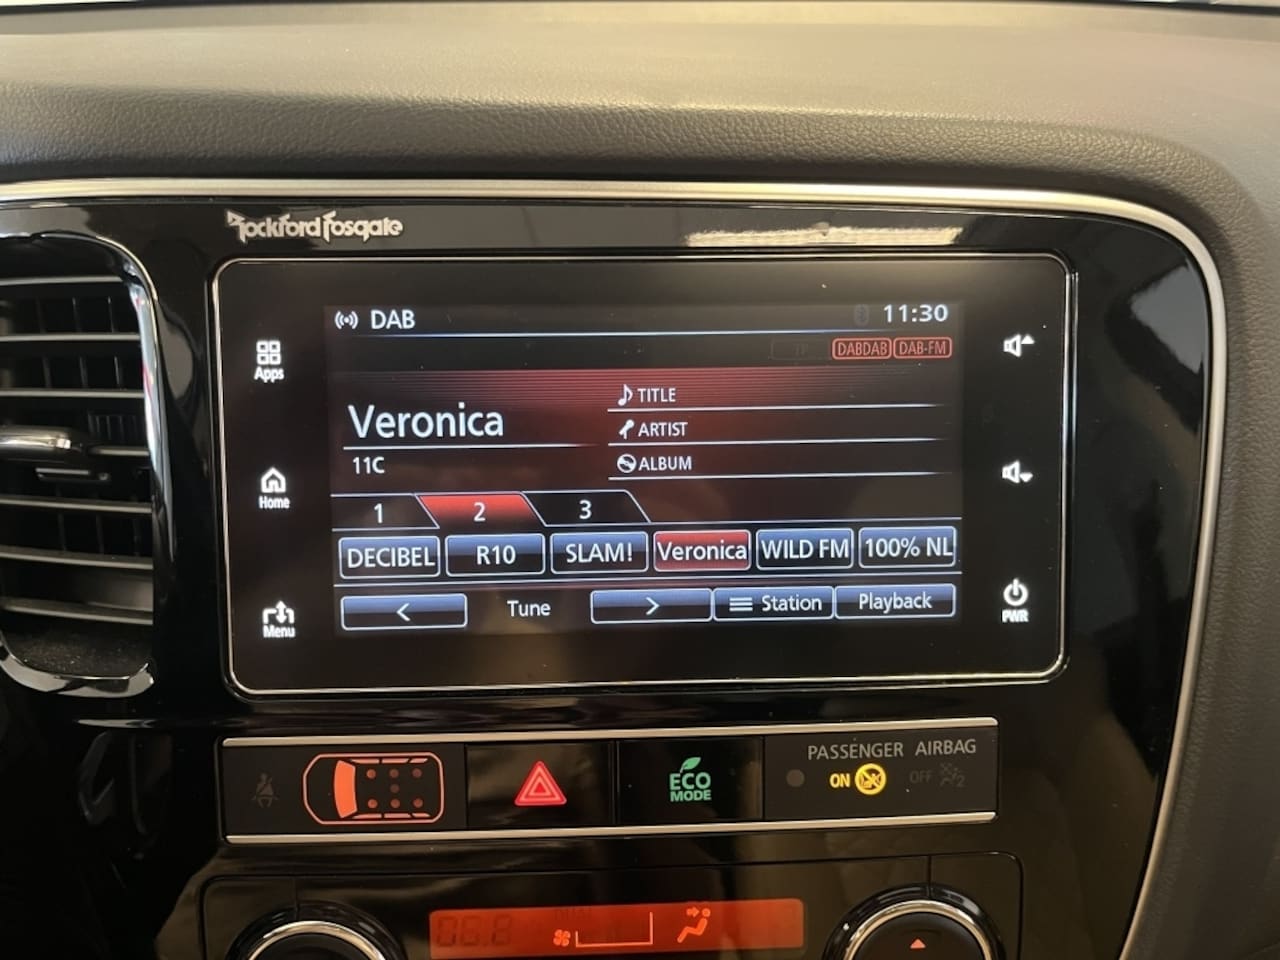 Rockford Fosgate
DAB 11:30
TP DABDAB DAB-FM
Apps
TITLE
Veronica
ARTIST
11C
ALBUM
Home
1 2 3
DECIBEL R10 SLAM! Veronica WILD FM 100% NL
< Tune > Station Playback
Menu
PWR
PASSENGER AIRBAG
ECO MODE
ON OFF